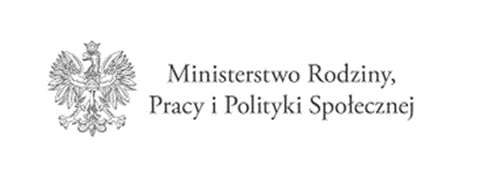 Ministerstwo Rodziny,
Pracy i Polityki Społecznej